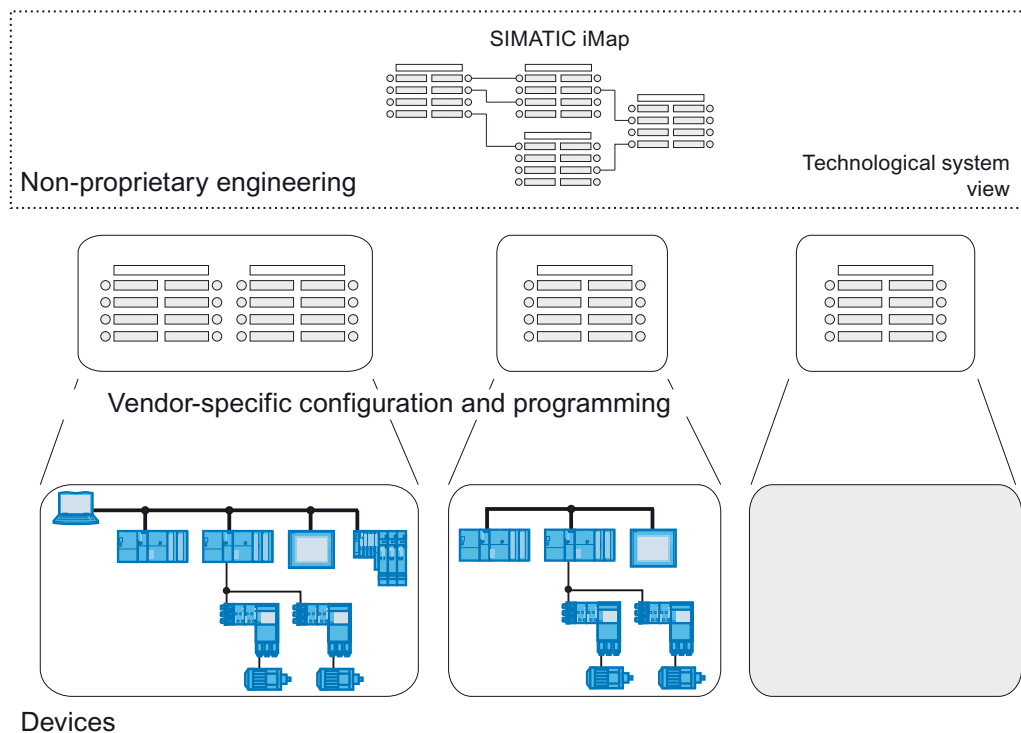 SIMATIC iMap
Non-proprietary engineering
Technological system
view
Vendor-specific configuration and programming
Devices